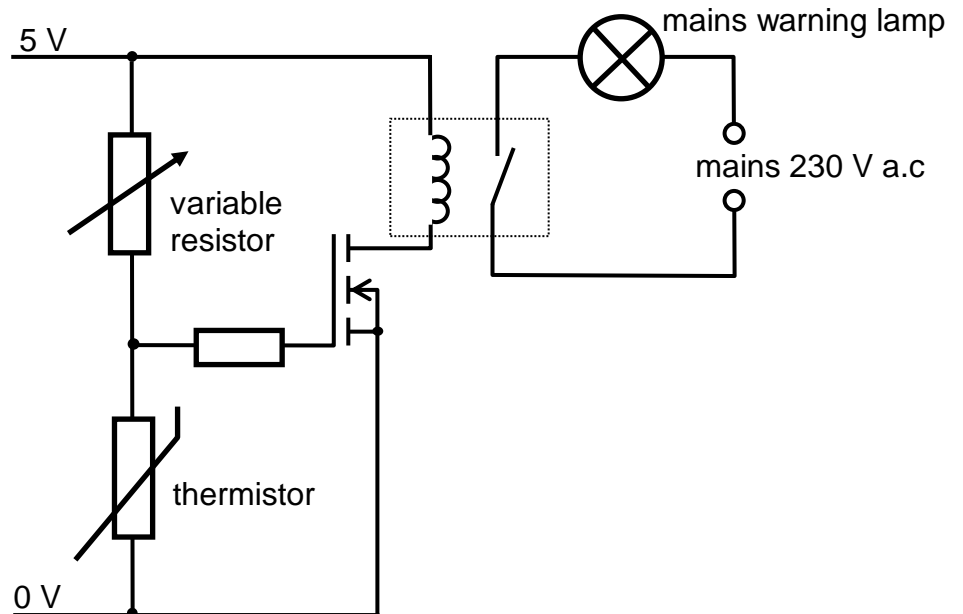 mains warning lamp
5 V
mains 230 V a.c
variable
resistor
thermistor
0 V